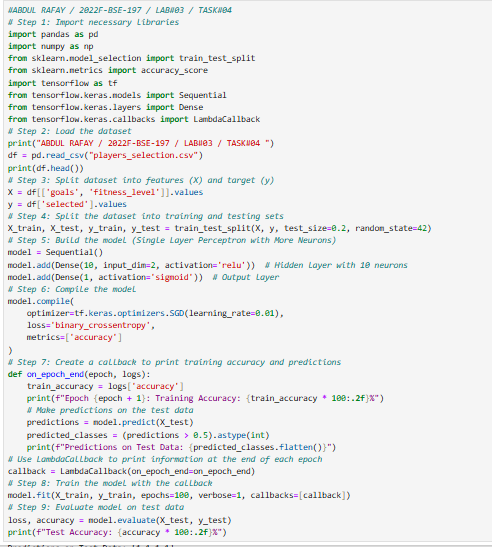 #ABDUL RAFAY / 2022F-BSE-197 / LAB#03 / TASK#04
# Step 1: Import necessary libraries
import pandas as pd
import numpy as np
from sklearn.model_selection import train_test_split
from sklearn.metrics import accuracy_score
import tensorflow as tf
from tensorflow.keras.models import Sequential
from tensorflow.keras.layers import Dense
from tensorflow.keras.callbacks import LambdaCallback
# Step 2: Load the dataset
print("ABDUL RAFAY / 2022F-BSE-197 / LAB#03 / TASK#04 ")
df = pd.read_csv("players_selection.csv")
print(df.head())
# Step 3: Split dataset into features (X) and target (y)
X = df[['goals', 'fitness_level']].values
y = df['selected'].values
# Step 4: Split the dataset into training and testing sets
X_train, X_test, y_train, y_test = train_test_split(X, y, test_size=0.2, random_state=42)
# Step 5: Build the model (Single Layer Perceptron with More Neurons)
model = Sequential()
model.add(Dense(10, input_dim=2, activation='relu'))  # Hidden layer with 10 neurons
model.add(Dense(1, activation='sigmoid'))  # Output layer
# Step 6: Compile the model
model.compile(
    optimizer=tf.keras.optimizers.SGD(learning_rate=0.01),
    loss='binary_crossentropy',
    metrics=['accuracy']
)
# Step 7: Create a callback to print training accuracy and predictions
def on_epoch_end(epoch, logs):
    train_accuracy = logs['accuracy']
    print(f"Epoch {epoch + 1}: Training Accuracy: {train_accuracy * 100:.2f}%")
    # Make predictions on the test data
    predictions = model.predict(X_test)
    predicted_classes = (predictions > 0.5).astype(int)
    print(f"Predictions on Test Data: {predicted_classes.flatten()}")
# Use LambdaCallback to print information at the end of each epoch
callback = LambdaCallback(on_epoch_end=on_epoch_end)
# Step 8: Train the model with the callback
model.fit(X_train, y_train, epochs=100, verbose=1, callbacks=[callback])
# Step 9: Evaluate model on test data
loss, accuracy = model.evaluate(X_test, y_test)
print(f"Test Accuracy: {accuracy * 100:.2f}%")